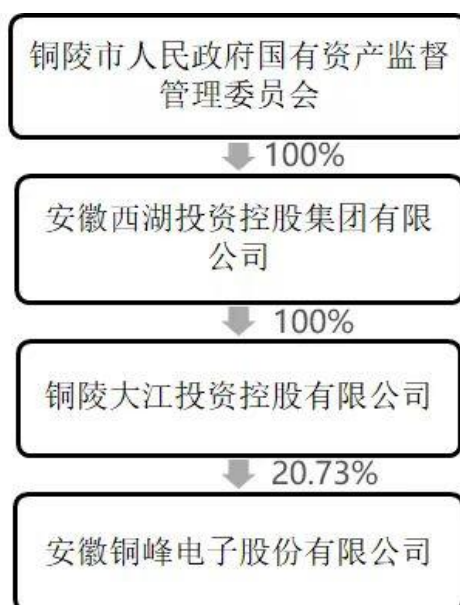 铜陵市人民政府国有资产监督
管理委员会
100%
安徽西湖投资控股集团有限
公司
100%
铜陵大江投资控股有限公司
20.73%
安徽铜峰电子股份有限公司